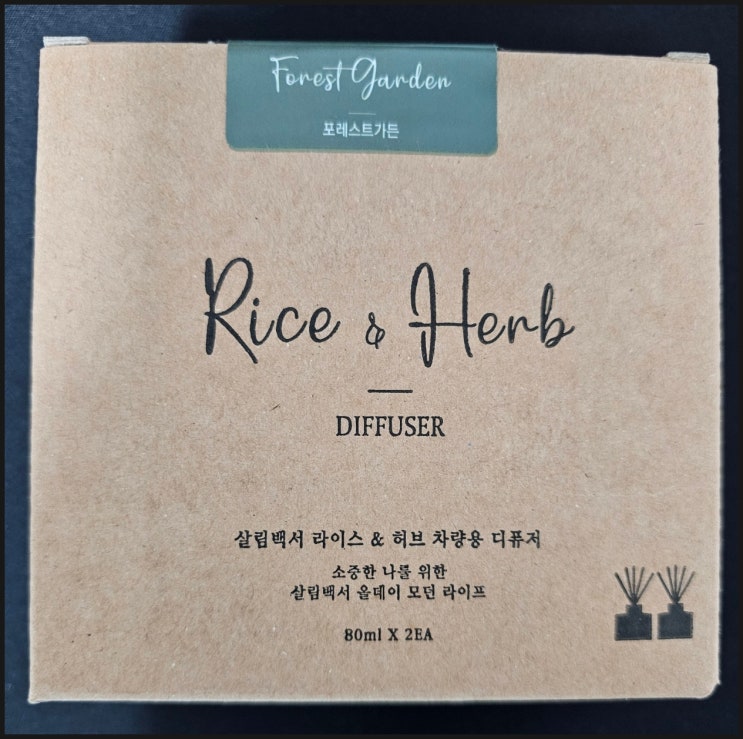 Forest Garden
포레스트가든
Rice & Herb
DIFFUSER
살림백서 라이스 & 허브 차량용 디퓨저
소중한 나를 위한
살림백서 올데이 모던 라이프
80ml X 2EA